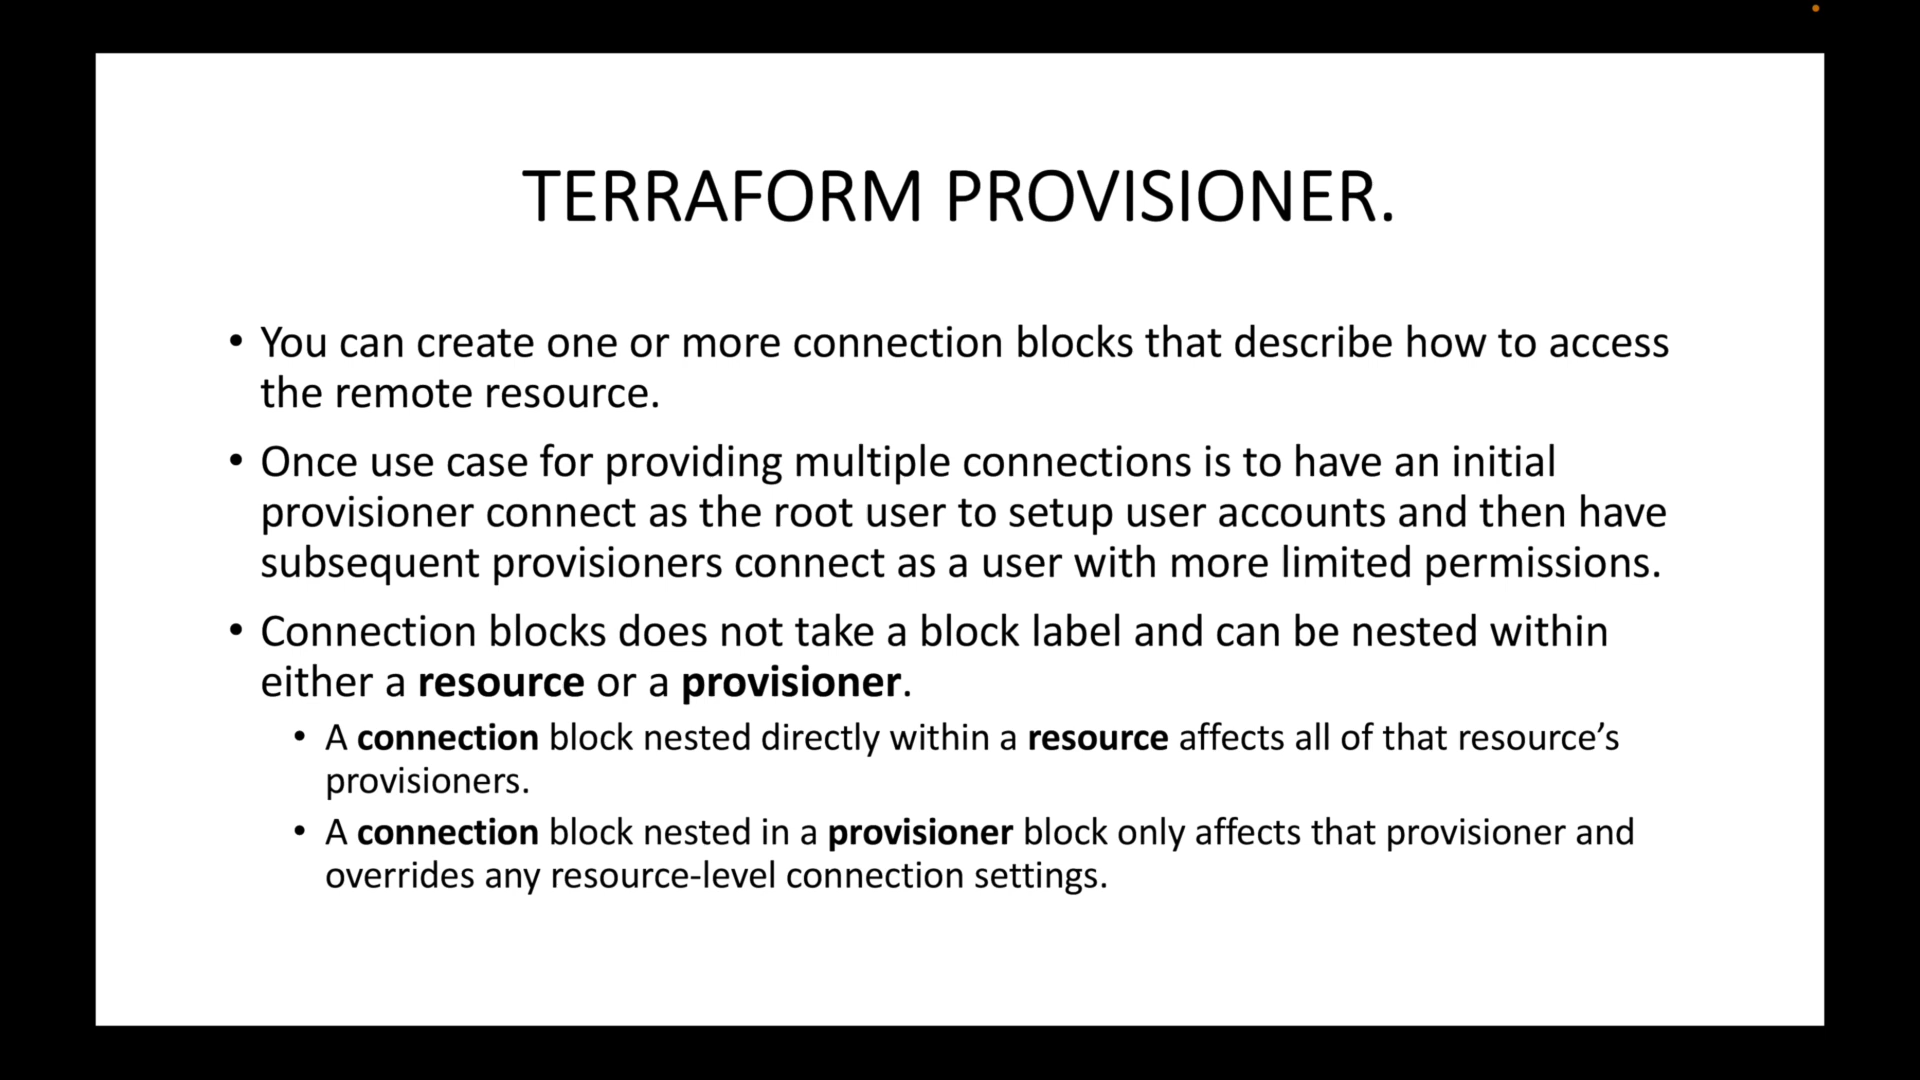 TERRAFORM PROVISIONER.
• You can create one or more connection blocks that describe how to access
the remote resource.
• Once use case for providing multiple connections is to have an initial
provisioner connect as the root user to setup user accounts and then have
subsequent provisioners connect as a user with more limited permissions.
• Connection blocks does not take a block label and can be nested within
either a resource or a provisioner.
• A connection block nested directly within a resource affects all of that resource’s
provisioners.
• A connection block nested in a provisioner block only affects that provisioner and
overrides any resource-level connection settings.